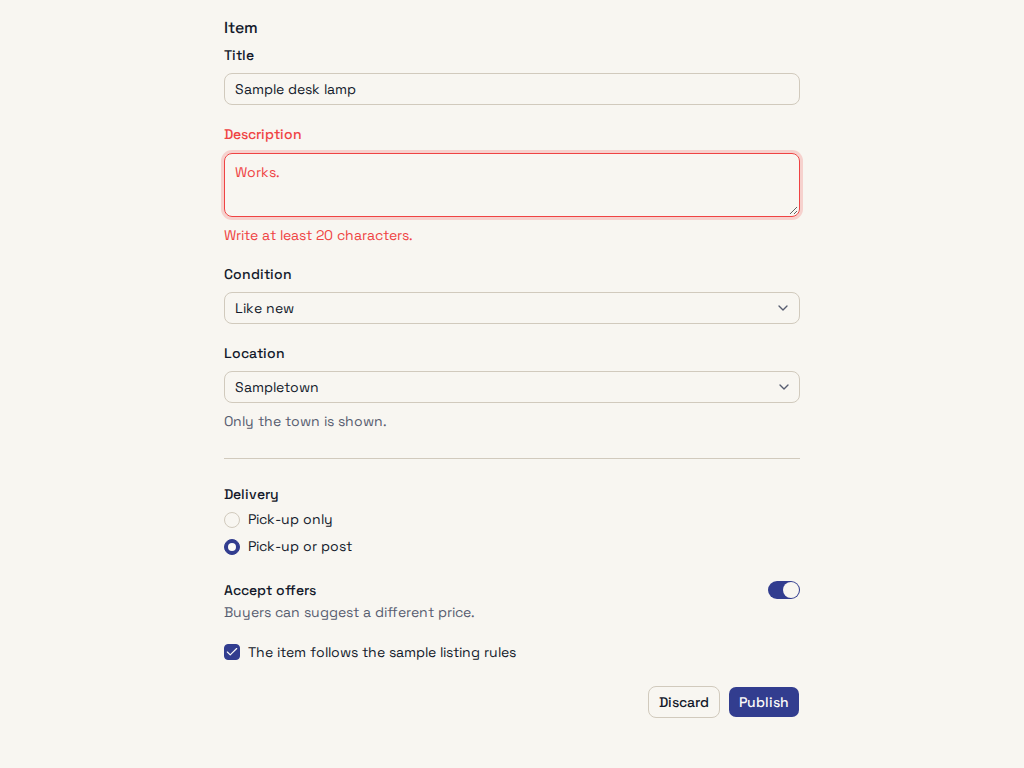 Item
Title
Sample desk lamp
Description
Works.
Write at least 20 characters.
Condition
Like new
Location
Sampletown
Only the town is shown.
Delivery
Pick-up only
Pick-up or post
Accept offers
Buyers can suggest a different price.
The item follows the sample listing rules
Discard Publish